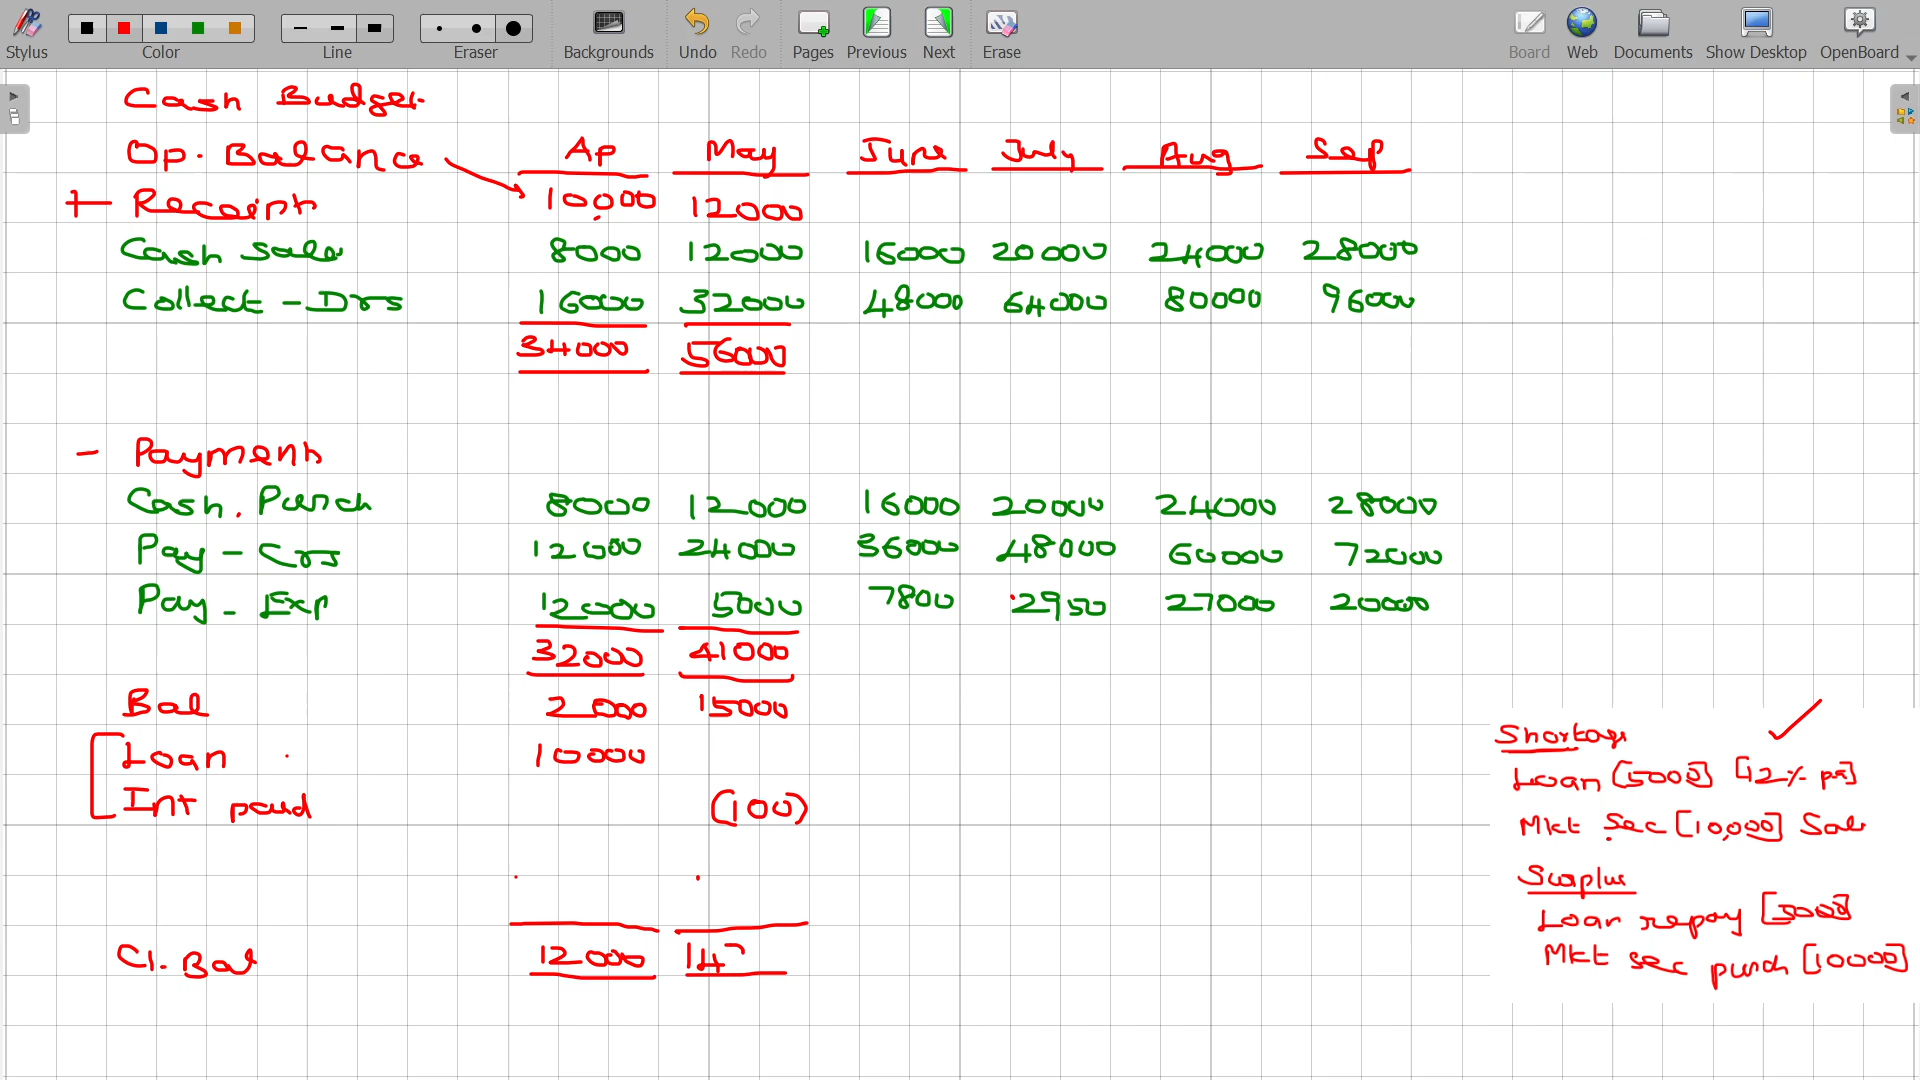 Stylus Color Line Eraser Backgrounds Undo Redo Pages Previous Next Erase Board Web Documents Show Desktop OpenBoard
Cash Budget
Op. Balance Ap May June July Aug Sep
+ Receipt 10,000 12000
Cash Sale 8000 12000 16000 20000 24000 28000
Collect - Drs 16000 32000 48000 64000 80000 96000
34000 56000
- Payment
Cash. Purch 8000 12000 16000 20000 24000 28000
Pay - Crs 12000 24000 36000 48000 60000 72000
Pay - Exp 12000 5000 7800 2950 27000 20000
32000 41000
Bal 2000 15000
Loan 10000
Int paid (100)
Cl. Bal 12000 14
Shortage
Loan [5000] [12% pa]
Mkt Sec [10,000] Sale
Surplus
Loan repay [5000]
Mkt sec purch [10000]